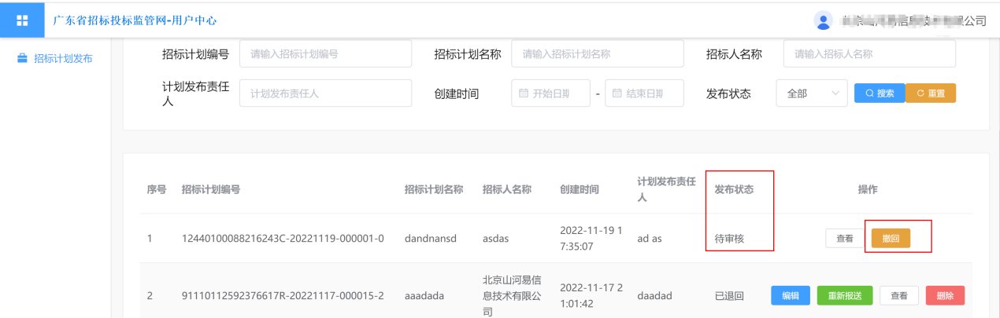 广东省招标投标监管网-用户中心
公司
招标计划发布
招标计划编号 请输入招标计划编号 招标计划名称 请输入招标计划名称 招标人名称 请输入招标人名称
计划发布责任
人 计划发布责任人 创建时间 开始日期 - 结束日期 发布状态 全部 搜索 重置
序号 招标计划编号 招标计划名称 招标人名称 创建时间 计划发布责任
人 发布状态 操作
1 12440100088216243C-20221119-000001-0 dandnansd asdas 2022-11-19 1
7:35:07 ad as 待审核 查看 撤回
2 91110112592376617R-20221117-000015-2 aaadada 北京山河易信
息技术有限公
司 2022-11-17 2
1:01:42 daadad 已退回 编辑 重新报送 查看 删除